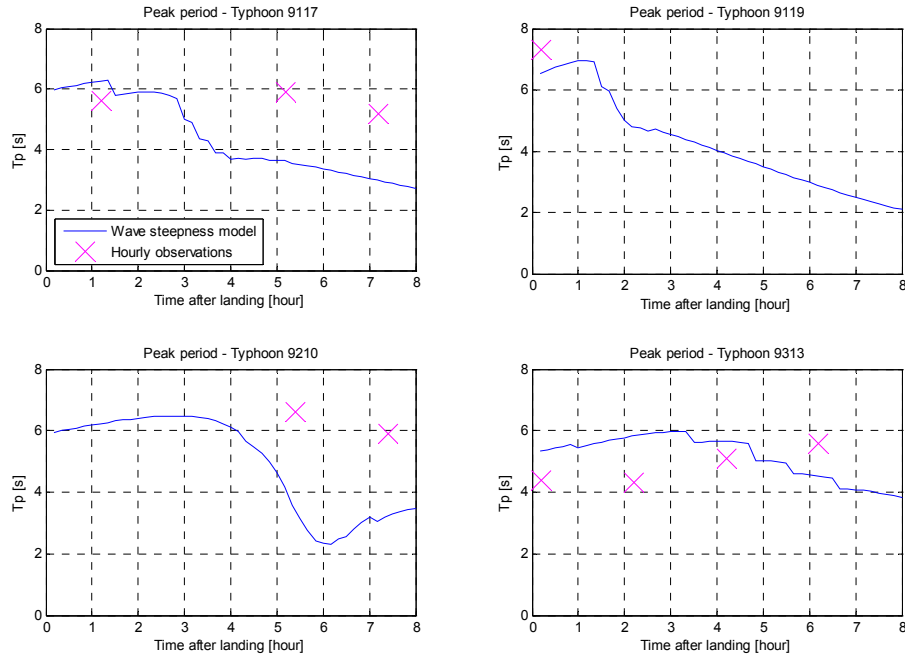 Peak period - Typhoon 9117
8
6
4
2
0
Tp [s]
Wave steepness model
Hourly observations
0 1 2 3 4 5 6 7 8
Time after landing [hour]
Peak period - Typhoon 9119
8
6
4
2
0
Tp [s]
0 1 2 3 4 5 6 7 8
Time after landing [hour]
Peak period - Typhoon 9210
8
6
4
2
0
Tp [s]
0 1 2 3 4 5 6 7 8
Time after landing [hour]
Peak period - Typhoon 9313
8
6
4
2
0
Tp [s]
0 1 2 3 4 5 6 7 8
Time after landing [hour]